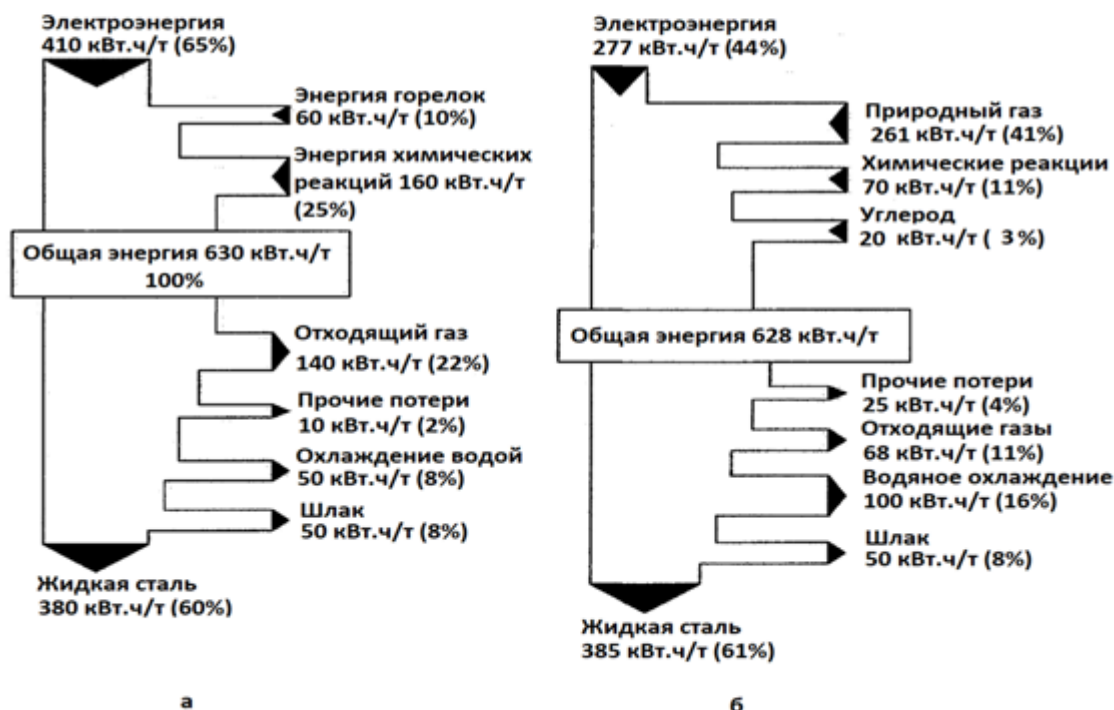 Электроэнергия
410 кВт.ч/т (65%)
Энергия горелок
60 кВт.ч/т (10%)
Энергия химических
реакций 160 кВт.ч/т
(25%)
Общая энергия 630 кВт.ч/т
100%
Отходящий газ
140 кВт.ч/т (22%)
Прочие потери
10 кВт.ч/т (2%)
Охлаждение водой
50 кВт.ч/т (8%)
Шлак
50 кВт.ч/т (8%)
Жидкая сталь
380 кВт.ч/т (60%)
а
Электроэнергия
277 кВт.ч/т (44%)
Природный газ
261 кВт.ч/т (41%)
Химические реакции
70 кВт.ч/т (11%)
Углерод
20 кВт.ч/т ( 3%)
Общая энергия 628 кВт.ч/т
Прочие потери
25 кВт.ч/т (4%)
Отходящие газы
68 кВт.ч/т (11%)
Водяное охлаждение
100 кВт.ч/т (16%)
Шлак
50 кВт.ч/т (8%)
Жидкая сталь
385 кВт.ч/т (61%)
б